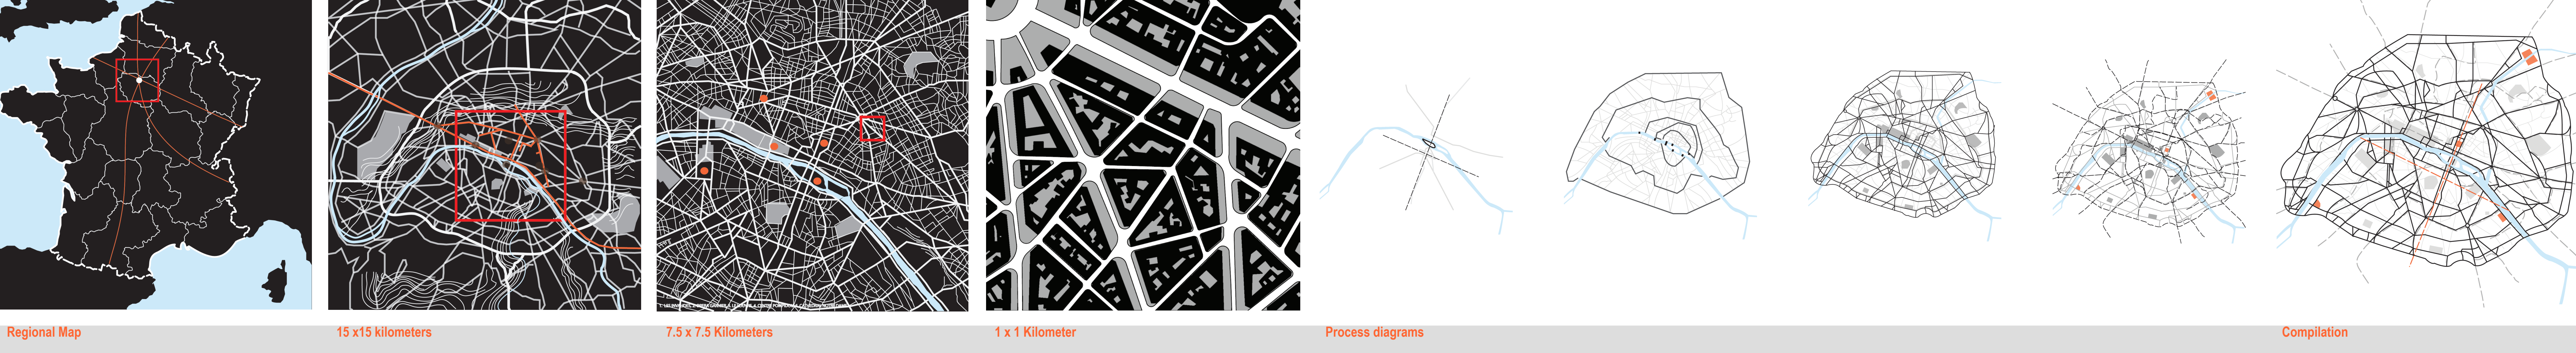 Regional Map
15 x15 kilometers
7.5 x 7.5 Kilometers
1 x 1 Kilometer
Process diagrams
Compilation